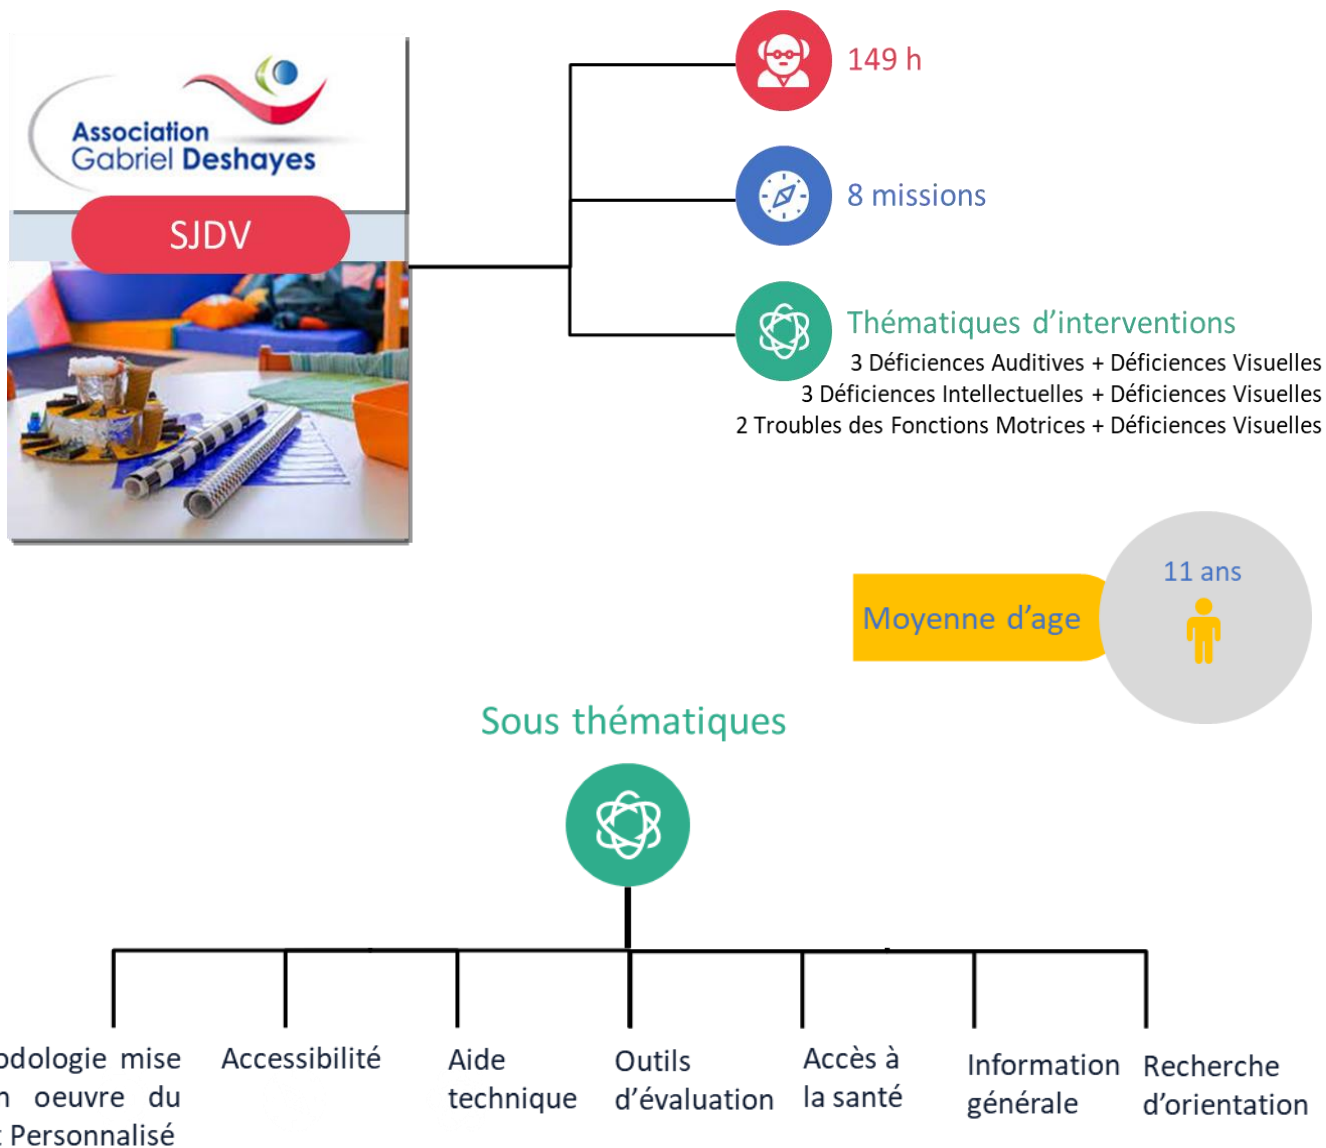 Association
Gabriel Deshayes
SJDV
149 h
8 missions
Thématiques d'interventions
3 Déficiences Auditives + Déficiences Visuelles
3 Déficiences Intellectuelles + Déficiences Visuelles
2 Troubles des Fonctions Motrices + Déficiences Visuelles
11 ans
Moyenne d'age
Sous thématiques
mise
oeuvre du
Personnalisé
Accessibilité
Aide
technique
Outils
d'évaluation
Accès à
la santé
Information
générale
Recherche
d'orientation